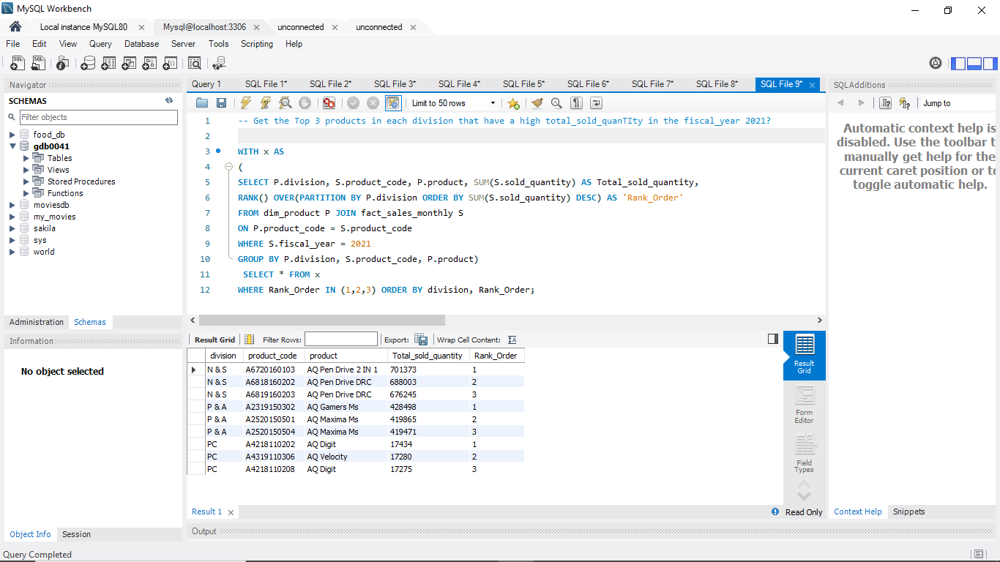 MySQL Workbench
Local instance MySQL80 Mysql@localhost:3306 unconnected unconnected
File Edit View Query Database Server Tools Scripting Help
Navigator
SCHEMAS
Filter objects
food_db
gdb0041
Tables
Views
Stored Procedures
Functions
moviesdb
my_movies
sakila
sys
world
Administration Schemas
Information
No object selected
Object Info Session
Query 1 SQL File 1* SQL File 2* SQL File 3* SQL File 4* SQL File 5* SQL File 6* SQL File 7* SQL File 8* SQL File 9*
Limit to 50 rows
1 -- Get the Top 3 products in each division that have a high total_sold_quanTIty in the fiscal_year 2021?
2
3 WITH x AS
4 (
5 SELECT P.division, S.product_code, P.product, SUM(S.sold_quantity) AS Total_sold_quantity,
6 RANK() OVER(PARTITION BY P.division ORDER BY SUM(S.sold_quantity) DESC) AS 'Rank_Order'
7 FROM dim_product P JOIN fact_sales_monthly S
8 ON P.product_code = S.product_code
9 WHERE S.fiscal_year = 2021
10 GROUP BY P.division, S.product_code, P.product)
11 SELECT * FROM x
12 WHERE Rank_Order IN (1,2,3) ORDER BY division, Rank_Order;
Result Grid Filter Rows: Export: Wrap Cell Content:
division product_code product Total_sold_quantity Rank_Order
N & S A6720160103 AQ Pen Drive 2 IN 1 701373 1
N & S A6818160202 AQ Pen Drive DRC 688003 2
N & S A6819160203 AQ Pen Drive DRC 676245 3
P & A A2319150302 AQ Gamers Ms 428498 1
P & A A2520150501 AQ Maxima Ms 419865 2
P & A A2520150504 AQ Maxima Ms 419471 3
PC A4218110202 AQ Digit 17434 1
PC A4319110306 AQ Velocity 17280 2
PC A4218110208 AQ Digit 17275 3
Result
Grid
Form
Editor
Field
Types
Result 1 Read Only
Output
SQLAdditions
Jump to
Automatic context help is
disabled. Use the toolbar t
manually get help for the
current caret position or to
toggle automatic help.
Context Help Snippets
Query Completed